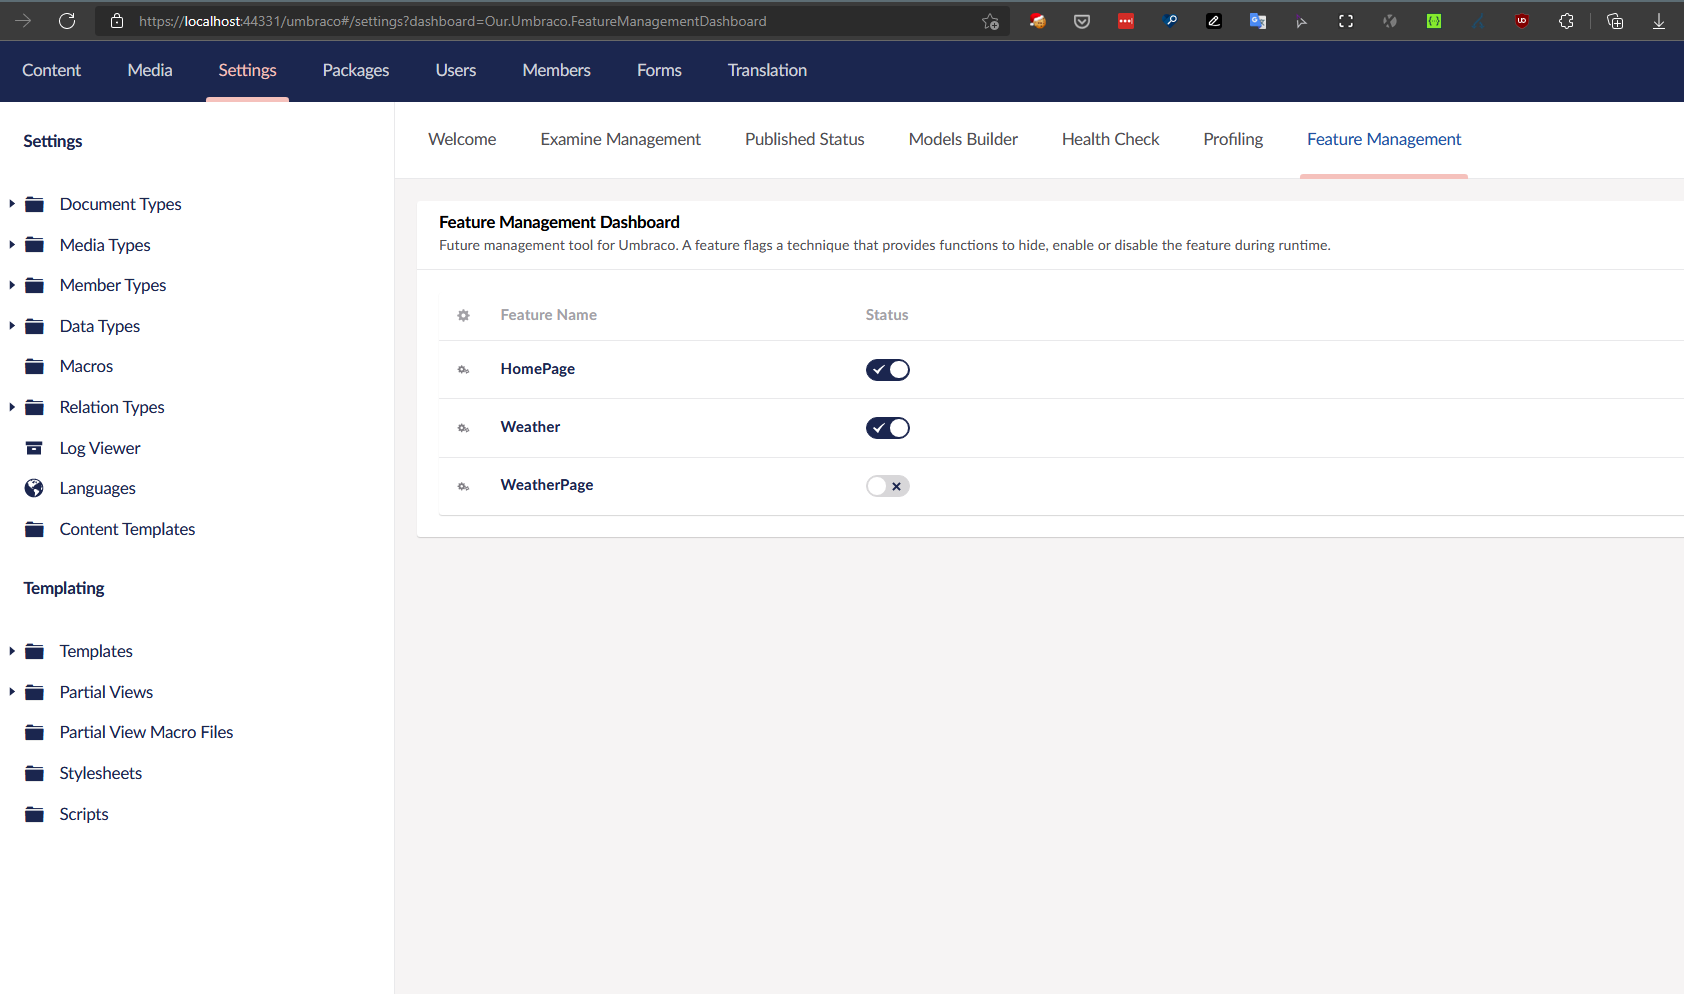 https://localhost:44331/umbraco#/settings?dashboard=Our.Umbraco.FeatureManagementDashboard
Content Media Settings Packages Users Members Forms Translation
Settings
Document Types
Media Types
Member Types
Data Types
Macros
Relation Types
Log Viewer
Languages
Content Templates
Templating
Templates
Partial Views
Partial View Macro Files
Stylesheets
Scripts
Welcome Examine Management Published Status Models Builder Health Check Profiling Feature Management
Feature Management Dashboard
Future management tool for Umbraco. A feature flags a technique that provides functions to hide, enable or disable the feature during runtime.
Feature Name Status
HomePage
Weather
WeatherPage